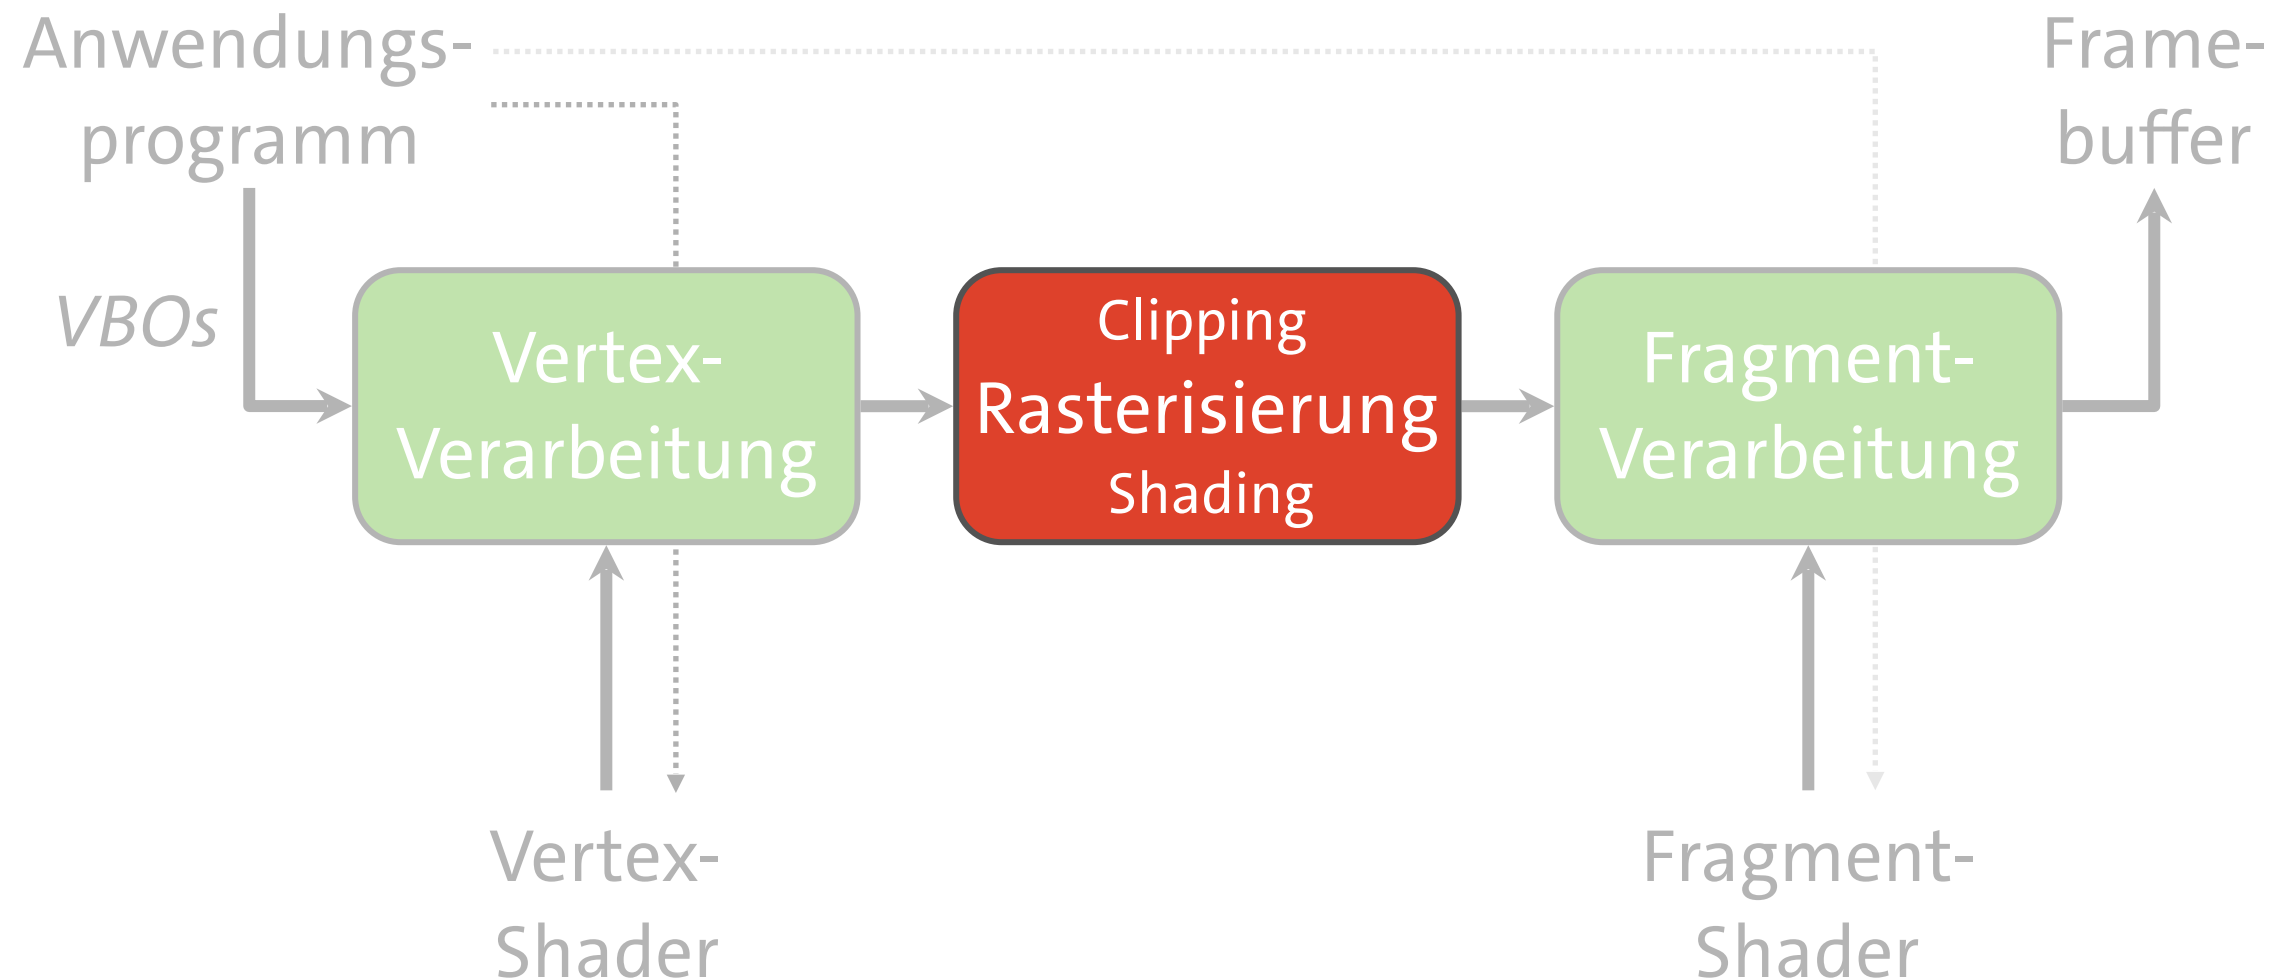 Anwendungs-
programm
Frame-
buffer
VBOs
Vertex-
Verarbeitung
Clipping
Rasterisierung
Shading
Fragment-
Verarbeitung
Vertex-
Shader
Fragment-
Shader